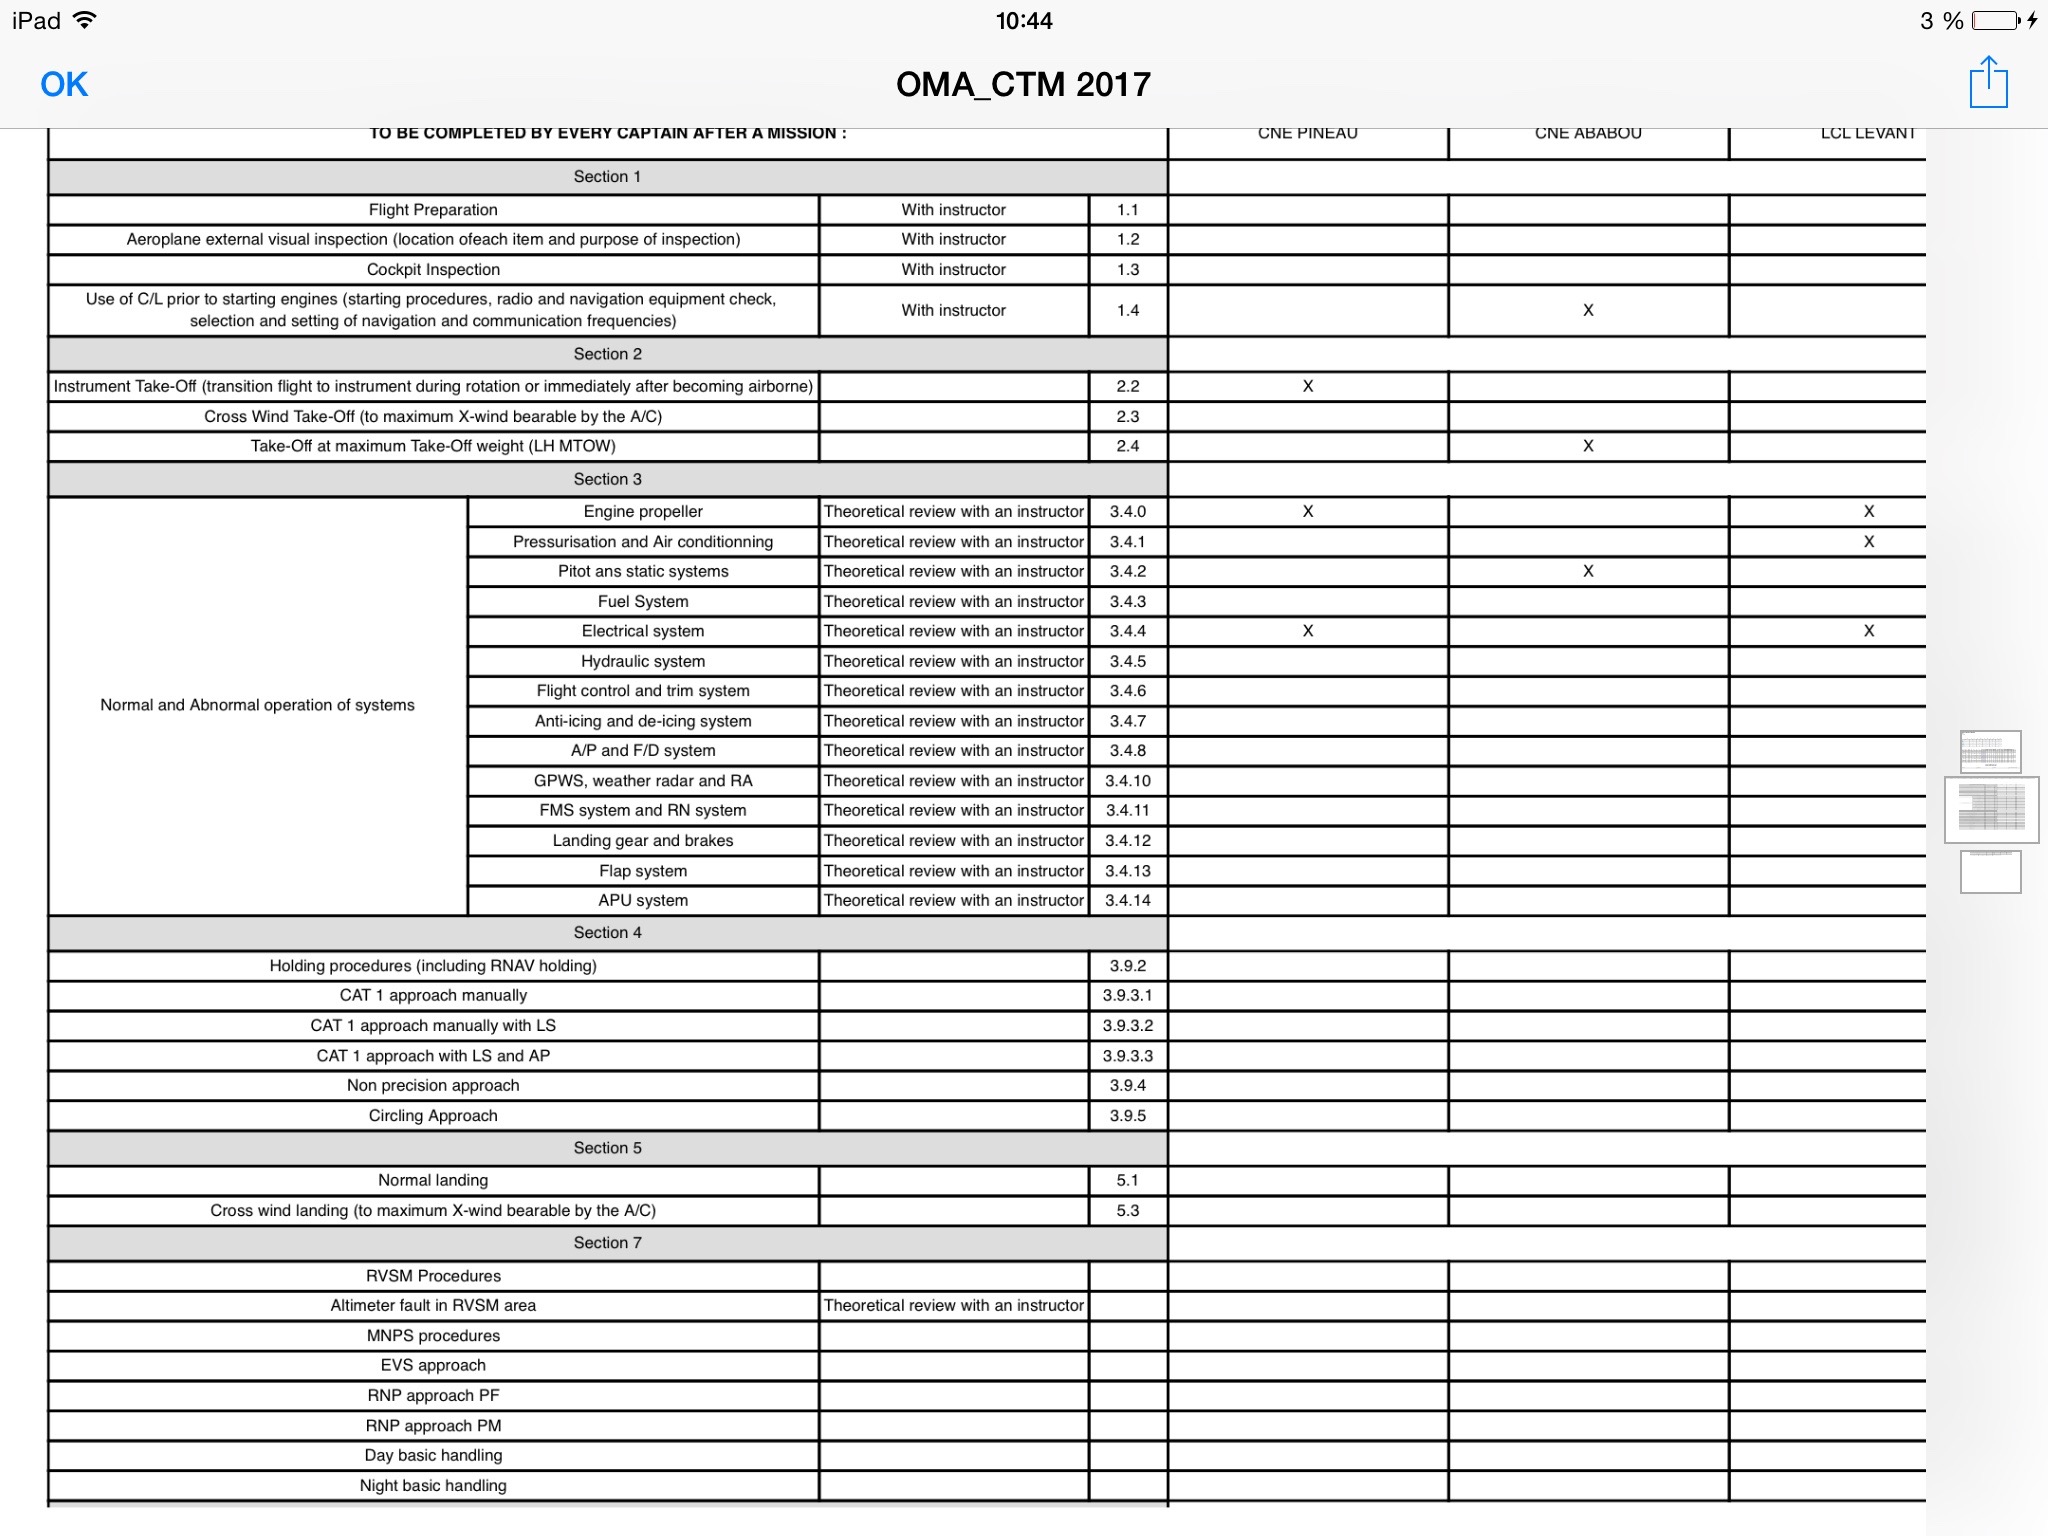 iPad 10:44 3 %
OK OMA_CTM 2017
TO BE COMPLETED BY EVERY CAPTAIN AFTER A MISSION : CNE PINEAU CNE ABABOU LCL LEVANT
Section 1
Flight Preparation With instructor 1.1
Aeroplane external visual inspection (location ofeach item and purpose of inspection) With instructor 1.2
Cockpit Inspection With instructor 1.3
Use of C/L prior to starting engines (starting procedures, radio and navigation equipment check,
selection and setting of navigation and communication frequencies) With instructor 1.4 X
Section 2
Instrument Take-Off (transition flight to instrument during rotation or immediately after becoming airborne) 2.2 X
Cross Wind Take-Off (to maximum X-wind bearable by the A/C) 2.3
Take-Off at maximum Take-Off weight (LH MTOW) 2.4 X
Section 3
Normal and Abnormal operation of systems
Engine propeller Theoretical review with an instructor 3.4.0 X X
Pressurisation and Air conditionning Theoretical review with an instructor 3.4.1 X
Pitot ans static systems Theoretical review with an instructor 3.4.2 X
Fuel System Theoretical review with an instructor 3.4.3
Electrical system Theoretical review with an instructor 3.4.4 X X
Hydraulic system Theoretical review with an instructor 3.4.5
Flight control and trim system Theoretical review with an instructor 3.4.6
Anti-icing and de-icing system Theoretical review with an instructor 3.4.7
A/P and F/D system Theoretical review with an instructor 3.4.8
GPWS, weather radar and RA Theoretical review with an instructor 3.4.10
FMS system and RN system Theoretical review with an instructor 3.4.11
Landing gear and brakes Theoretical review with an instructor 3.4.12
Flap system Theoretical review with an instructor 3.4.13
APU system Theoretical review with an instructor 3.4.14
Section 4
Holding procedures (including RNAV holding) 3.9.2
CAT 1 approach manually 3.9.3.1
CAT 1 approach manually with LS 3.9.3.2
CAT 1 approach with LS and AP 3.9.3.3
Non precision approach 3.9.4
Circling Approach 3.9.5
Section 5
Normal landing 5.1
Cross wind landing (to maximum X-wind bearable by the A/C) 5.3
Section 7
RVSM Procedures
Altimeter fault in RVSM area Theoretical review with an instructor
MNPS procedures
EVS approach
RNP approach PF
RNP approach PM
Day basic handling
Night basic handling